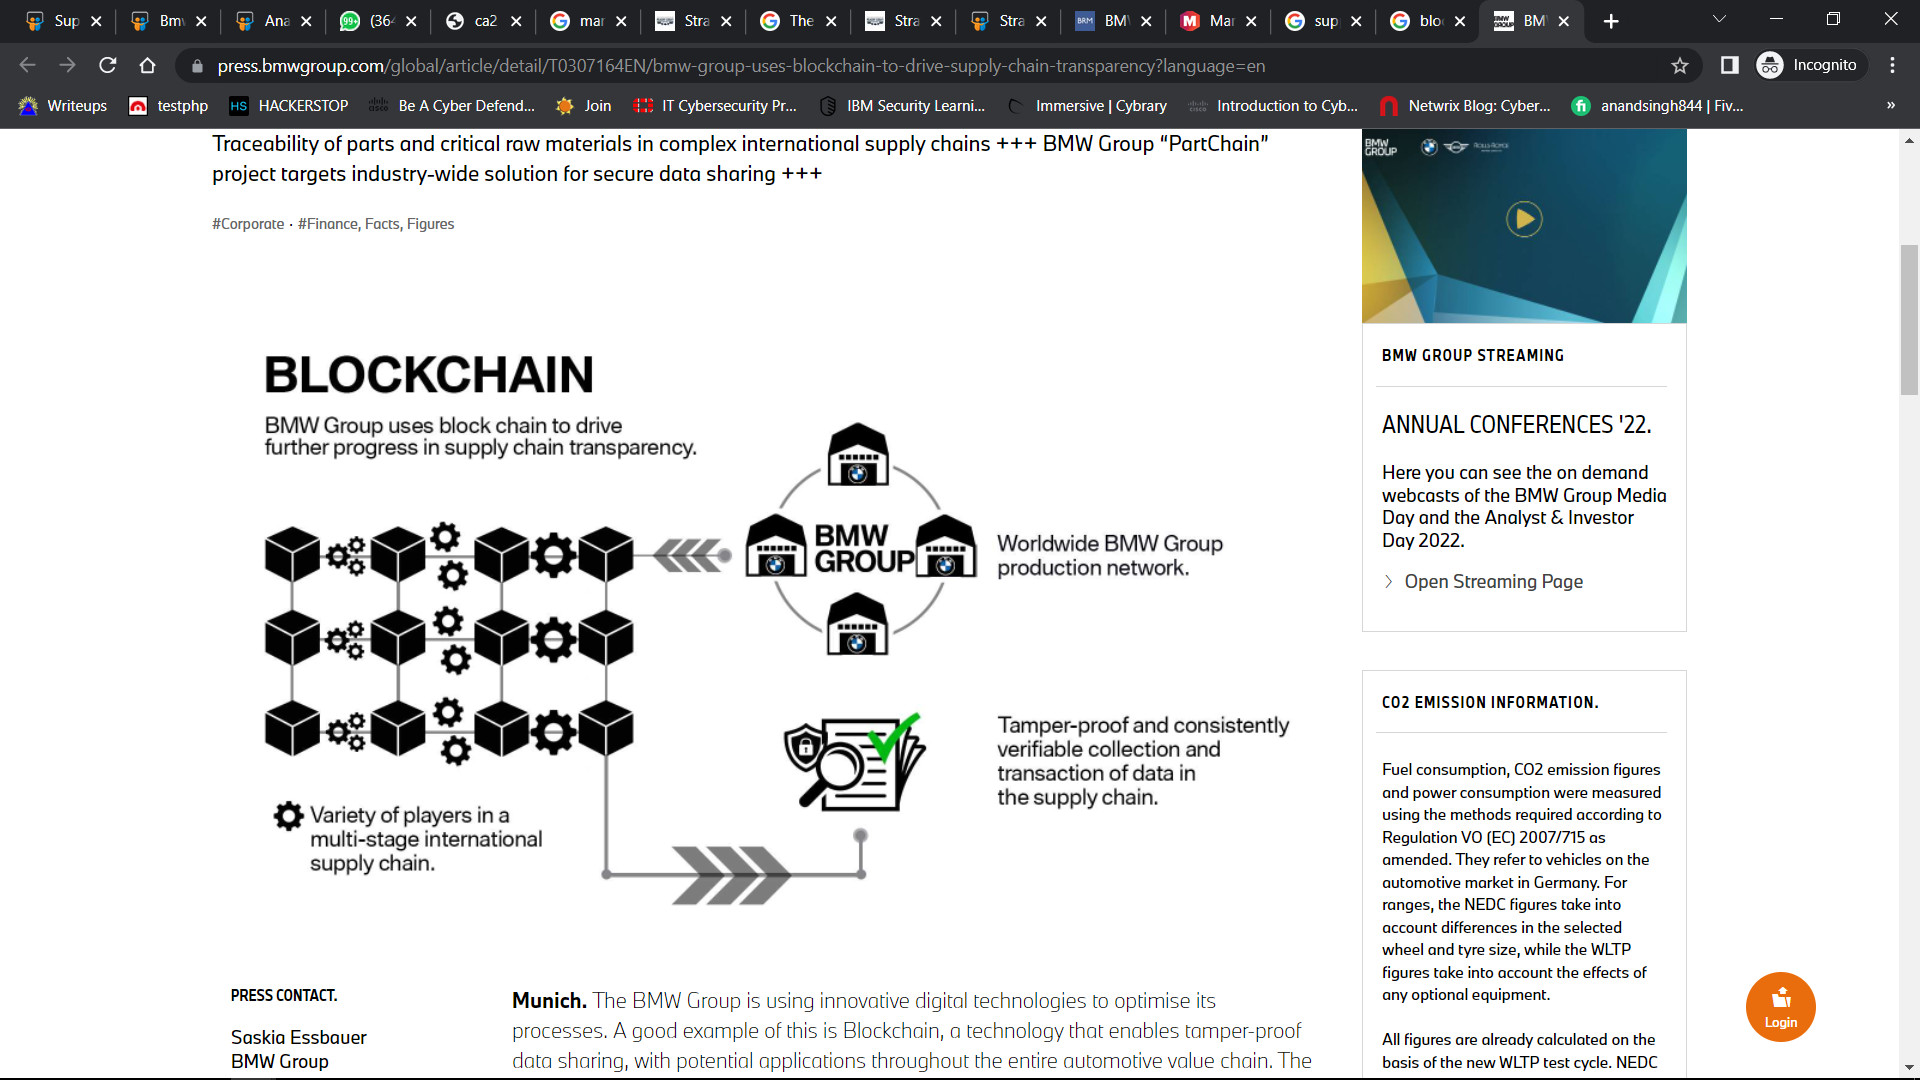 Sup
Bm
Ana
99+
(36
ca2
mar
Stra
The
Stra
Stra
BRM
BM
Mar
sup
blo
BM
press.bmwgroup.com/global/article/detail/T0307164EN/bmw-group-uses-blockchain-to-drive-supply-chain-transparency?language=en
Incognito
Writeups
testphp
HS HACKERSTOP
Be A Cyber Defend...
Join
IT Cybersecurity Pr...
IBM Security Learni...
Immersive | Cybrary
Introduction to Cyb...
Netwrix Blog: Cyber...
fi anandsingh844 | Fiv...
»
Traceability of parts and critical raw materials in complex international supply chains +++ BMW Group “PartChain”
project targets industry-wide solution for secure data sharing +++
#Corporate · #Finance, Facts, Figures
BLOCKCHAIN
BMW Group uses block chain to drive
further progress in supply chain transparency.
BMW
GROUP
Worldwide BMW Group
production network.
Tamper-proof and consistently
verifiable collection and
transaction of data in
the supply chain.
Variety of players in a
multi-stage international
supply chain.
PRESS CONTACT.
Saskia Essbauer
BMW Group
Munich. The BMW Group is using innovative digital technologies to optimise its
processes. A good example of this is Blockchain, a technology that enables tamper-proof
data sharing, with potential applications throughout the entire automotive value chain. The
BMW
GROUP
ROLLS-ROYCE
BMW GROUP STREAMING
ANNUAL CONFERENCES '22.
Here you can see the on demand
webcasts of the BMW Group Media
Day and the Analyst & Investor
Day 2022.
Open Streaming Page
CO2 EMISSION INFORMATION.
Fuel consumption, CO2 emission figures
and power consumption were measured
using the methods required according to
Regulation VO (EC) 2007/715 as
amended. They refer to vehicles on the
automotive market in Germany. For
ranges, the NEDC figures take into
account differences in the selected
wheel and tyre size, while the WLTP
figures take into account the effects of
any optional equipment.
All figures are already calculated on the
basis of the new WLTP test cycle. NEDC
Login